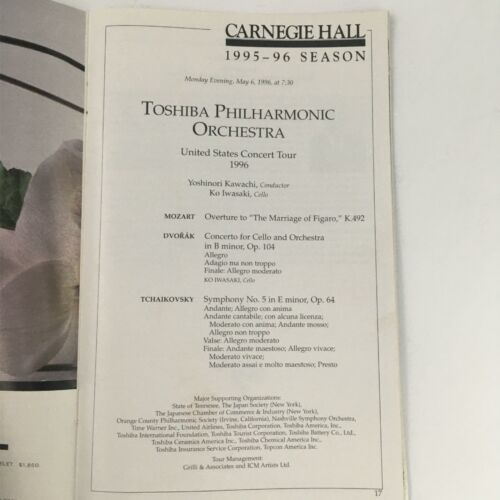 CARNEGIE HALL
1995–96 SEASON
Monday Evening, May 6, 1996, at 7:30
TOSHIBA PHILHARMONIC
ORCHESTRA
United States Concert Tour
1996
Yoshinori Kawachi, Conductor
Ko Iwasaki, Cello
MOZART Overture to "The Marriage of Figaro," K.492
DVOŘÁK Concerto for Cello and Orchestra
in B minor, Op. 104
Allegro
Adagio ma non troppo
Finale: Allegro moderato
KO IWASAKI, Cello
TCHAIKOVSKY Symphony No. 5 in E minor, Op. 64
Andante; Allegro con anima
Andante cantabile, con alcuna licenza;
Moderato con anima; Andante mosso;
Allegro non troppo
Valse: Allegro moderato
Finale: Andante maestoso; Allegro vivace;
Moderato vivace;
Moderato assai e molto maestoso; Presto
Major Supporting Organizations:
State of Tennesee, The Japan Society (New York),
The Japanese Chamber of Commerce & Industry (New York),
Orange County Philharmonic Society (Irvine, California), Nashville Symphony Orchestra,
Time Warner Inc., United Airlines, Toshiba Corporation, Toshiba America Inc.,
Toshiba International Foundation, Toshiba Tourist Corporation, Toshiba Battery Co., Ltd.,
Toshiba Ceramics America Inc., Toshiba Chemical America Inc.,
Toshiba Insurance Service Corporation, Topcon America Inc.
Tour Management:
Grilli & Associates and ICM Artists Ltd.
17